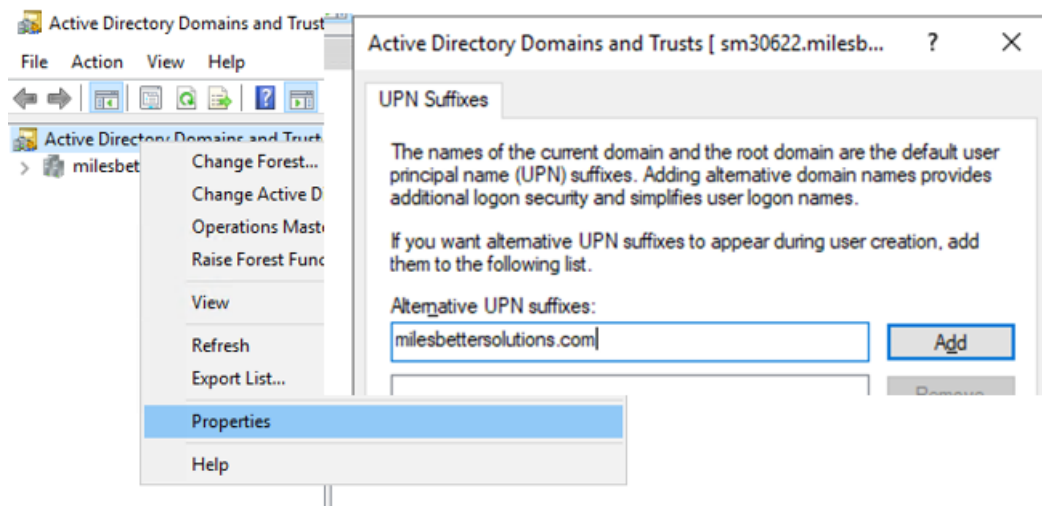 Active Directory Domains and Trust
File Action View Help
Active Directory Domains and Trust
milesbet
Change Forest...
Change Active D
Operations Maste
Raise Forest Func
View
Refresh
Export List...
Properties
Help
Active Directory Domains and Trusts [ sm30622.milesb... ? X
UPN Suffixes
The names of the current domain and the root domain are the default user
principal name (UPN) suffixes. Adding alternative domain names provides
additional logon security and simplifies user logon names.
If you want alternative UPN suffixes to appear during user creation, add
them to the following list.
Alternative UPN suffixes:
milesbettersolutions.com
Add
Remove